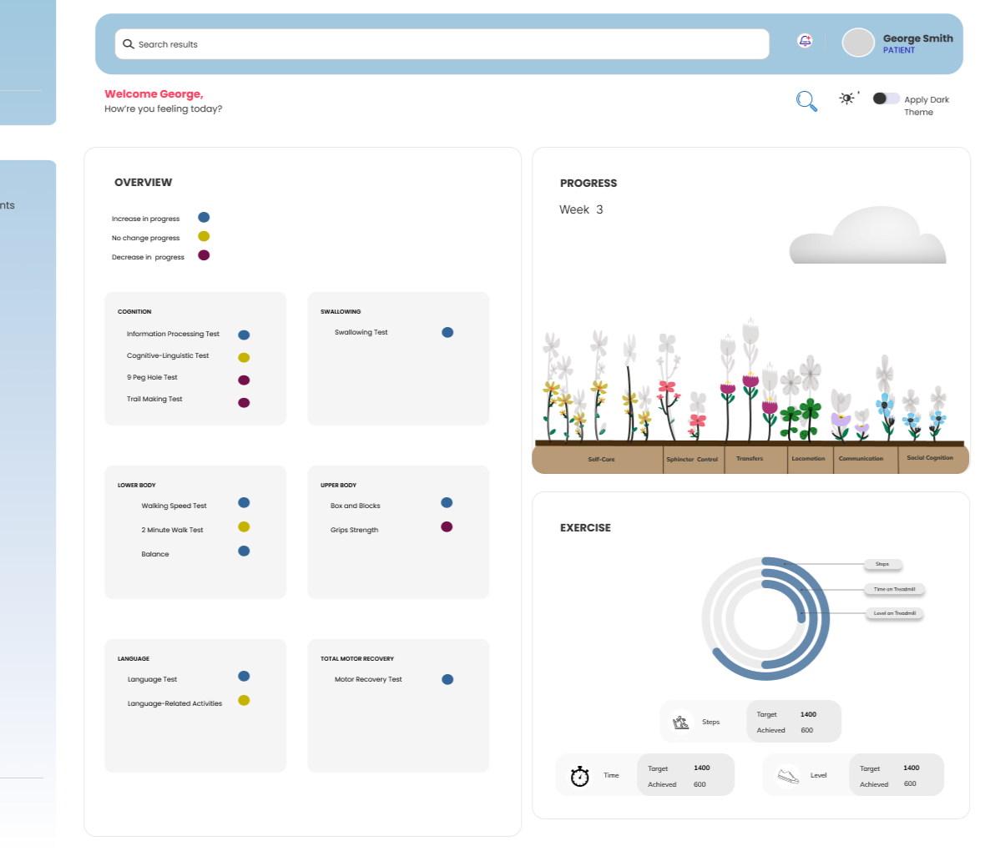 Search results
George Smith
PATIENT
Welcome George,
How're you feeling today?
Apply Dark
Theme
nts
OVERVIEW
Increase in progress
No change progress
Decrease in progress
COGNITION
Information Processing Test
Cognitive-Linguistic Test
9 Peg Hole Test
Trail Making Test
SWALLOWING
Swallowing Test
LOWER BODY
Walking Speed Test
2 Minute Walk Test
Balance
UPPER BODY
Box and Blocks
Grips Strength
LANGUAGE
Language Test
Language-Related Activities
TOTAL MOTOR RECOVERY
Motor Recovery Test
PROGRESS
Week 3
Self-Care
Sphincter Control
Transfers
Locomotion
Communication
Social Cognition
EXERCISE
Steps
Time on Treadmill
Level on Treadmill
Steps
Target 1400
Achieved 600
Time
Target 1400
Achieved 600
Level
Target 1400
Achieved 600